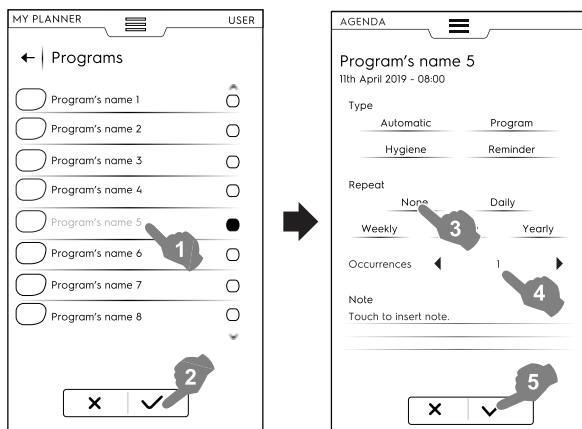 MY PLANNER USER
Programs
Program's name 1
Program's name 2
Program's name 3
Program's name 4
Program's name 5
1
Program's name 6
Program's name 7
Program's name 8
2
AGENDA
Program's name 5
11th April 2019 - 08:00
Type
Automatic Program
Hygiene Reminder
Repeat
None Daily
3
Weekly Yearly
Occurrences 1
4
Note
Touch to insert note.
5